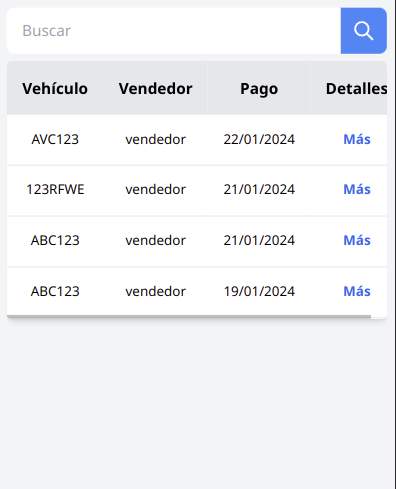 Buscar
Vehículo Vendedor Pago Detalles
AVC123 vendedor 22/01/2024 Más
123RFWE vendedor 21/01/2024 Más
ABC123 vendedor 21/01/2024 Más
ABC123 vendedor 19/01/2024 Más